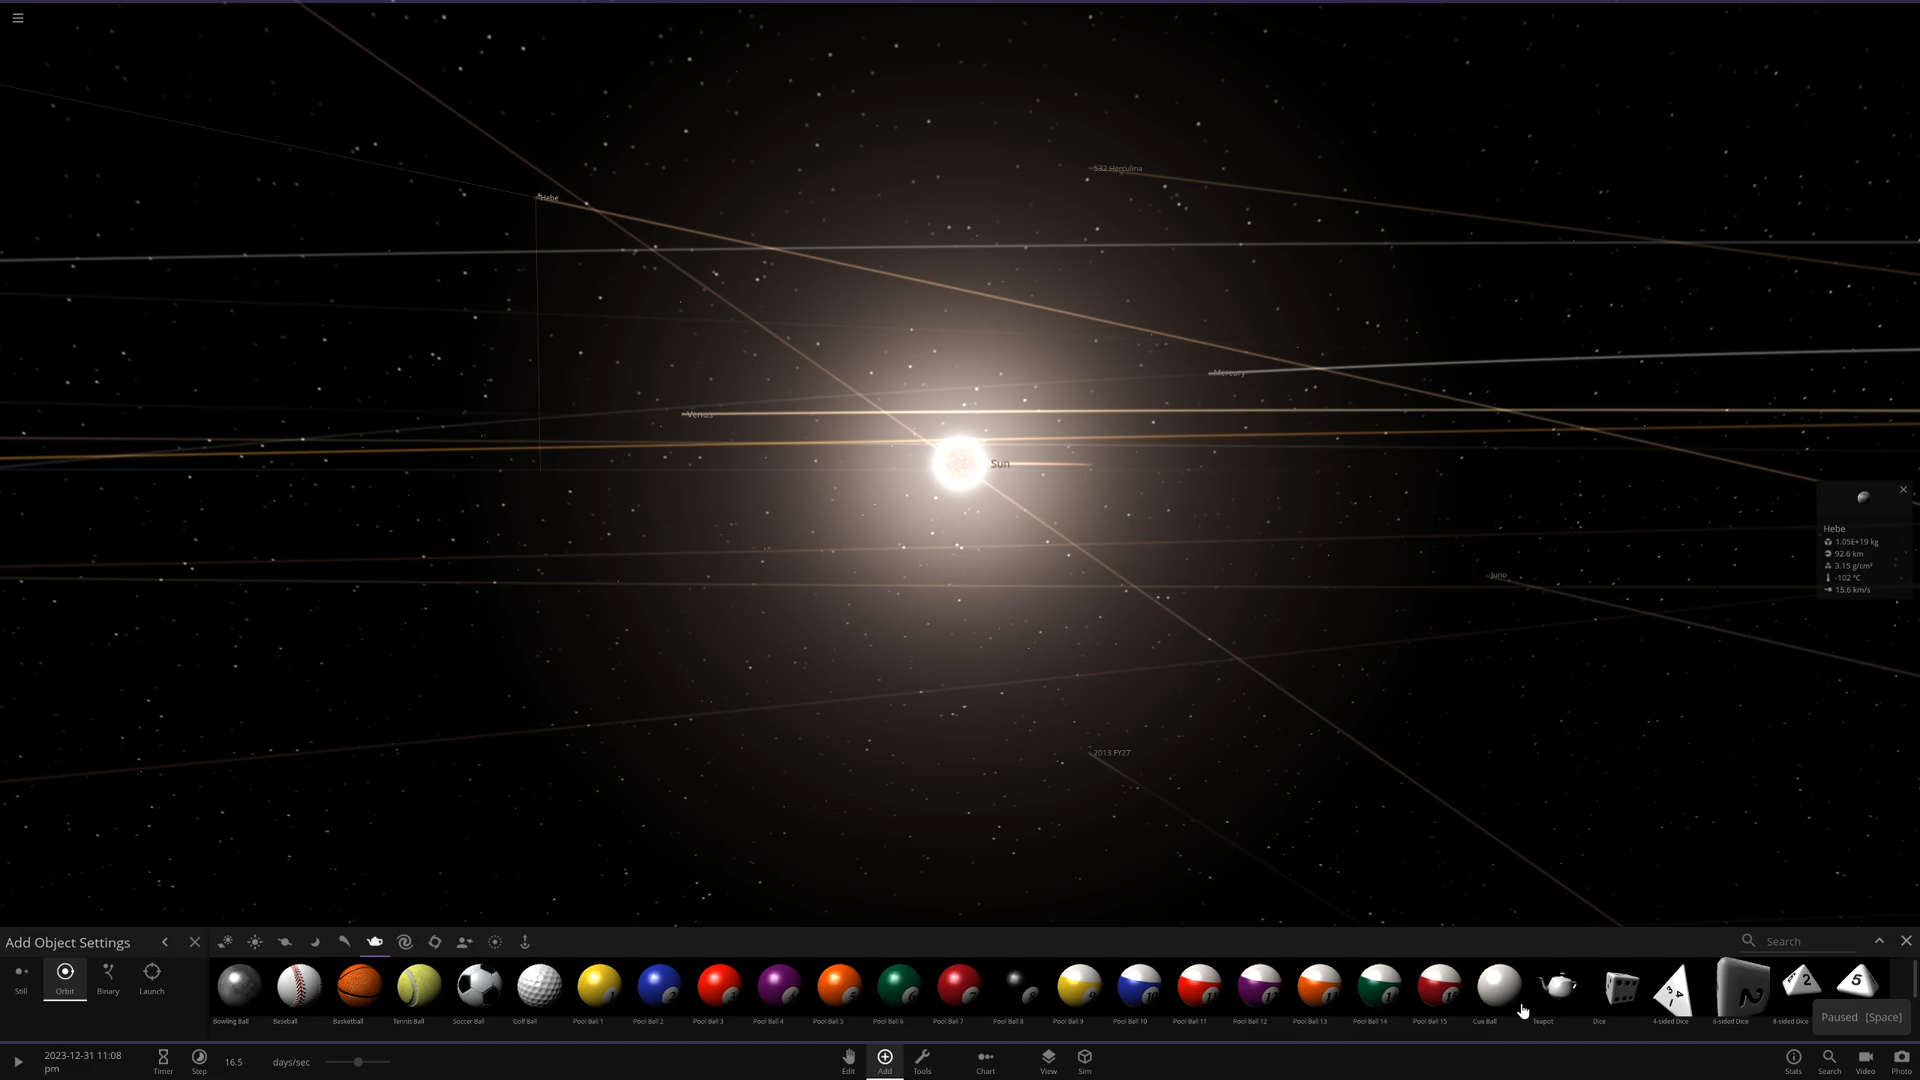 532 Herculina
Hebe
Mercury
Venus
Sun
Hebe
1.05E+19 kg
92.6 km
3.15 g/cm³
-102 °C
15.6 km/s
Juno
2013 FY27
Add Object Settings
Search
Still
Orbit
Binary
Launch
Bowling Ball
Baseball
Basketball
Tennis Ball
Soccer Ball
Golf Ball
Pool Ball 1
Pool Ball 2
Pool Ball 3
Pool Ball 4
Pool Ball 5
Pool Ball 6
Pool Ball 7
Pool Ball 8
Pool Ball 9
Pool Ball 10
Pool Ball 11
Pool Ball 12
Pool Ball 13
Pool Ball 14
Pool Ball 15
Cue Ball
Teapot
Dice
4-sided Dice
6-sided Dice
8-sided Dice
Paused [Space]
2023-12-31 11:08
pm
Timer
Step
16.5 days/sec
Edit
Add
Tools
Chart
View
Sim
Stats
Search
Video
Photo